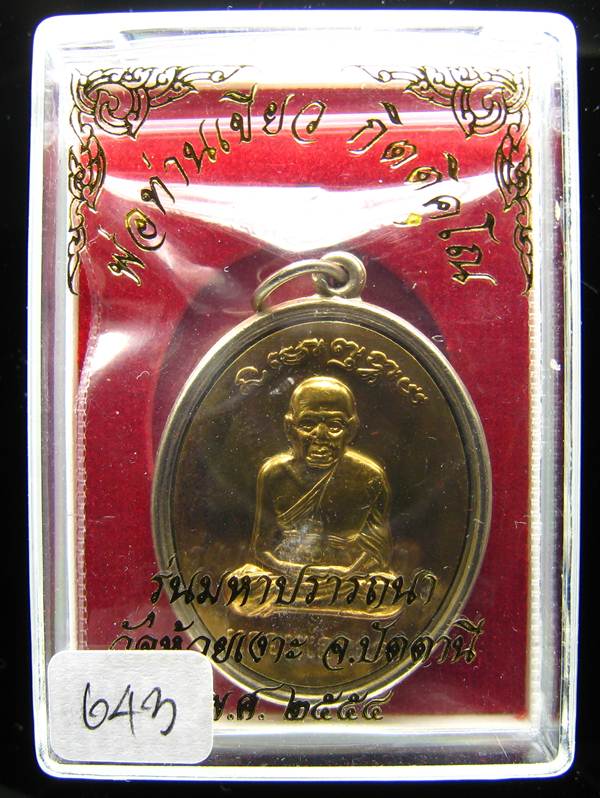 พ่อท่านเขียว กิตติคุโณ
รุ่นมหาปรารถนา
วัดห้วยเงาะ จ.ปัตตานี
พ.ศ. ๒๕๕๔
643